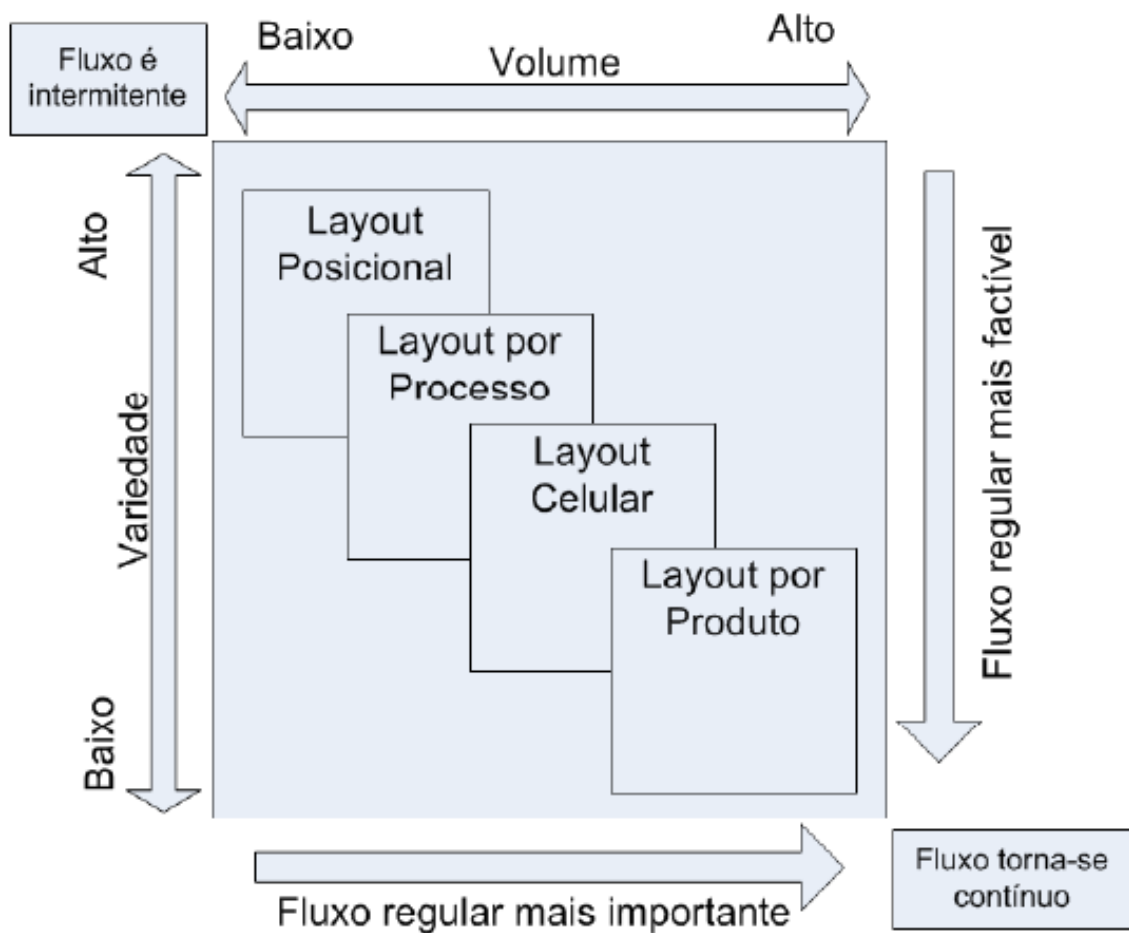 Fluxo é
intermitente
Baixo
Alto
Volume
Alto
Variedade
Baixo
Layout
Posicional
Layout por
Processo
Layout
Celular
Layout por
Produto
Fluxo regular mais factível
Fluxo regular mais importante
Fluxo torna-se
contínuo